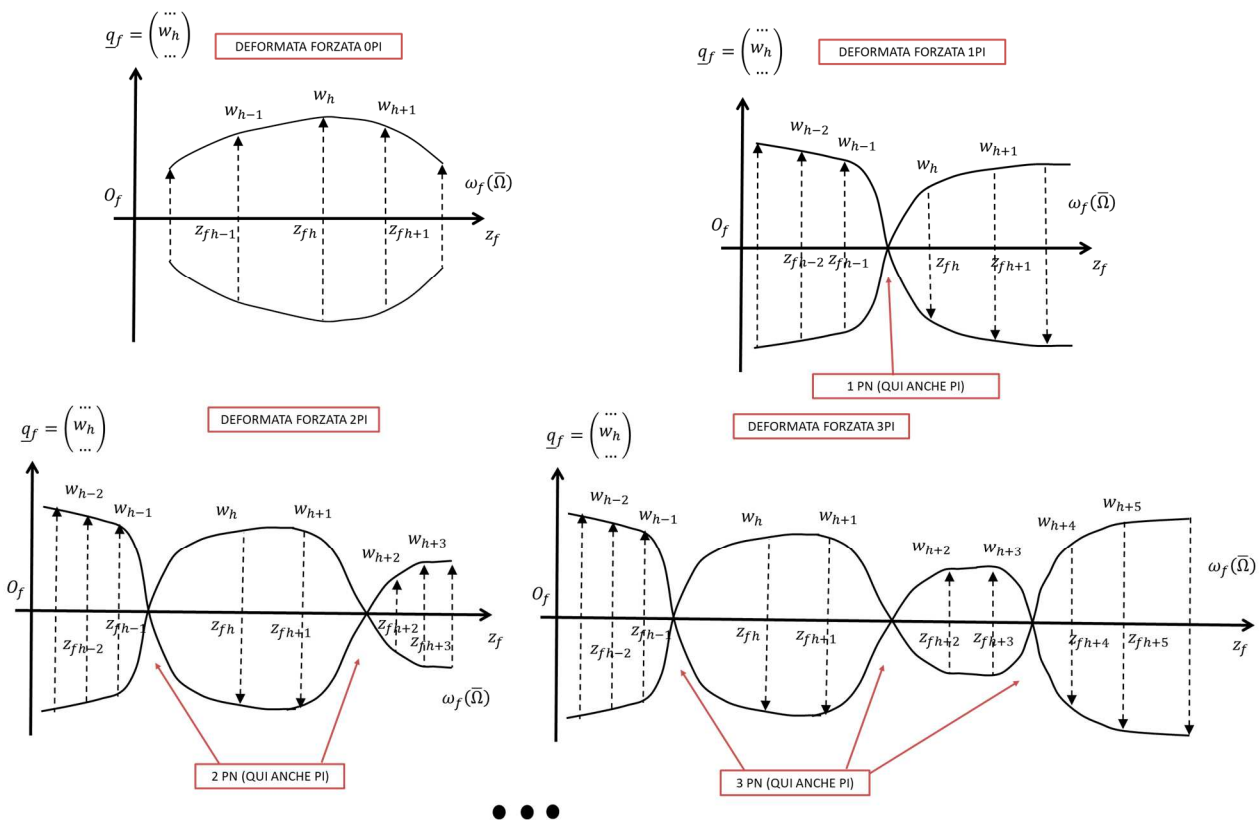 ...
q_f = ( w_h )
...
DEFORMATA FORZATA 0PI
w_{h-1} w_h w_{h+1}
O_f
ω_f(Ω̅)
z_{fh-1} z_{fh} z_{fh+1} z_f
...
q_f = ( w_h )
...
DEFORMATA FORZATA 1PI
w_{h-2} w_{h-1} w_h w_{h+1}
O_f
ω_f(Ω̅)
z_{fh-2} z_{fh-1} z_{fh} z_{fh+1} z_f
1 PN (QUI ANCHE PI)
...
q_f = ( w_h )
...
DEFORMATA FORZATA 2PI
w_{h-2} w_{h-1} w_h w_{h+1} w_{h+2} w_{h+3}
O_f
z_{fh-2} z_{fh-1} z_{fh} z_{fh+1} z_{fh+2} z_{fh+3} z_f
ω_f(Ω̅)
2 PN (QUI ANCHE PI)
...
q_f = ( w_h )
...
DEFORMATA FORZATA 3PI
w_{h-2} w_{h-1} w_h w_{h+1} w_{h+2} w_{h+3} w_{h+4} w_{h+5}
O_f
ω_f(Ω̅)
z_{fh-2} z_{fh-1} z_{fh} z_{fh+1} z_{fh+2} z_{fh+3} z_{fh+4} z_{fh+5} z_f
3 PN (QUI ANCHE PI)
• • •